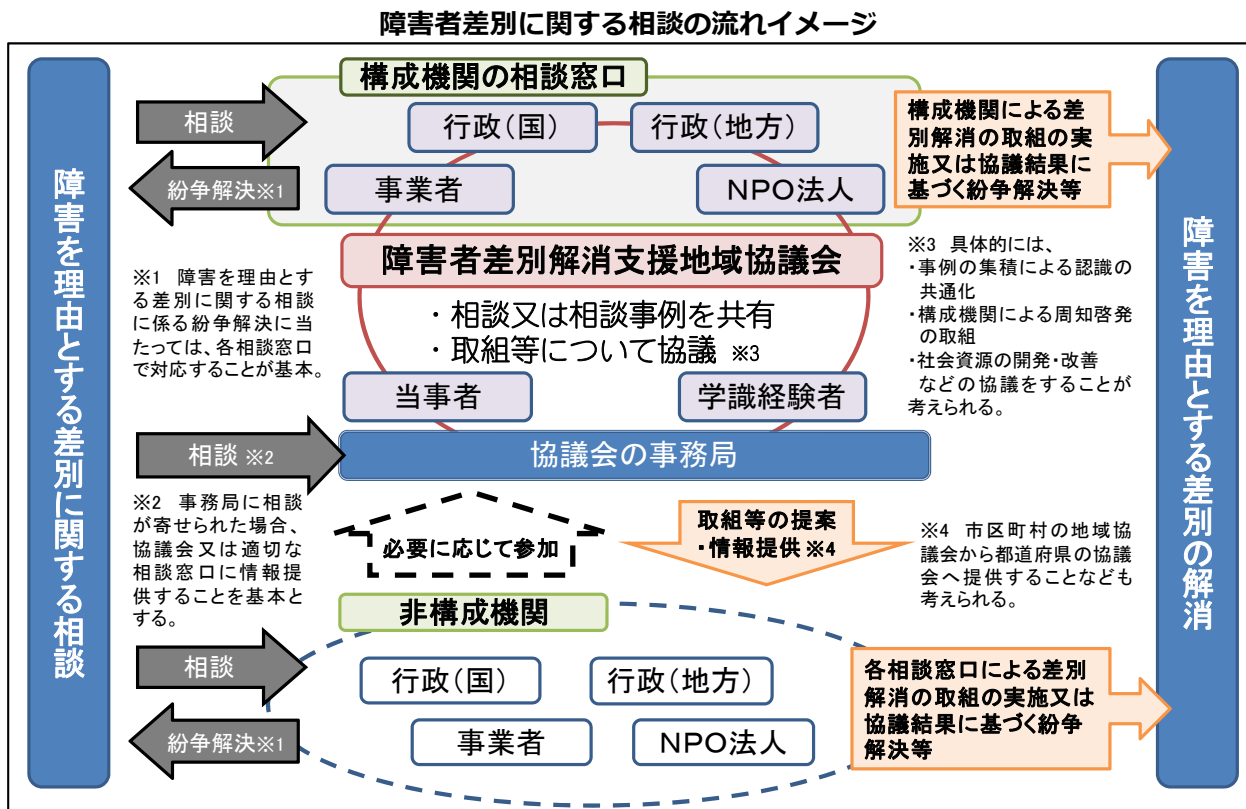 障害者差別に関する相談の流れイメージ
障害を理由とする差別に関する相談
構成機関の相談窓口
相談
紛争解決※1
行政(国)
行政(地方)
事業者
NPO法人
構成機関による差
別解消の取組の実
施又は協議結果に
基づく紛争解決等
障害者差別解消支援地域協議会
・相談又は相談事例を共有
・取組等について協議 ※3
当事者
学識経験者
※1 障害を理由とす
る差別に関する相談
に係る紛争解決に当
たっては、各相談窓口
で対応することが基本。
※3 具体的には、
・事例の集積による認識の
共通化
・構成機関による周知啓発
の取組
・社会資源の開発・改善
などの協議をすることが
考えられる。
相談 ※2
協議会の事務局
※2 事務局に相談
が寄せられた場合、
協議会又は適切な
相談窓口に情報提
供することを基本と
する。
必要に応じて参加
取組等の提案
・情報提供 ※4
※4 市区町村の地域協
議会から都道府県の協議
会へ提供することなども
考えられる。
非構成機関
相談
紛争解決※1
行政(国)
行政(地方)
事業者
NPO法人
各相談窓口による差別
解消の取組の実施又は
協議結果に基づく紛争
解決等
障害を理由とする差別の解消